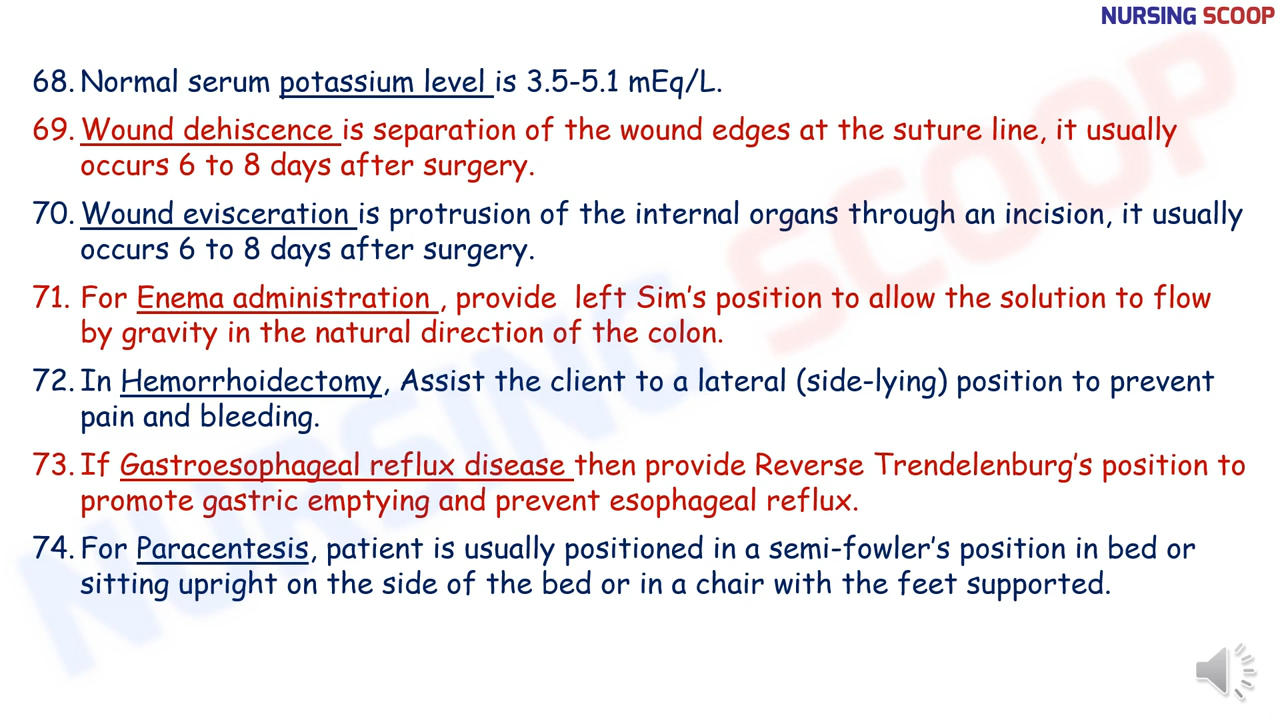 NURSING SCOOP
68. Normal serum potassium level is 3.5-5.1 mEq/L.
69. Wound dehiscence is separation of the wound edges at the suture line, it usually
occurs 6 to 8 days after surgery.
70. Wound evisceration is protrusion of the internal organs through an incision, it usually
occurs 6 to 8 days after surgery.
71. For Enema administration , provide left Sim's position to allow the solution to flow
by gravity in the natural direction of the colon.
72. In Hemorrhoidectomy, Assist the client to a lateral (side-lying) position to prevent
pain and bleeding.
73. If Gastroesophageal reflux disease then provide Reverse Trendelenburg's position to
promote gastric emptying and prevent esophageal reflux.
74. For Paracentesis, patient is usually positioned in a semi-fowler's position in bed or
sitting upright on the side of the bed or in a chair with the feet supported.
NURSING SCOOP